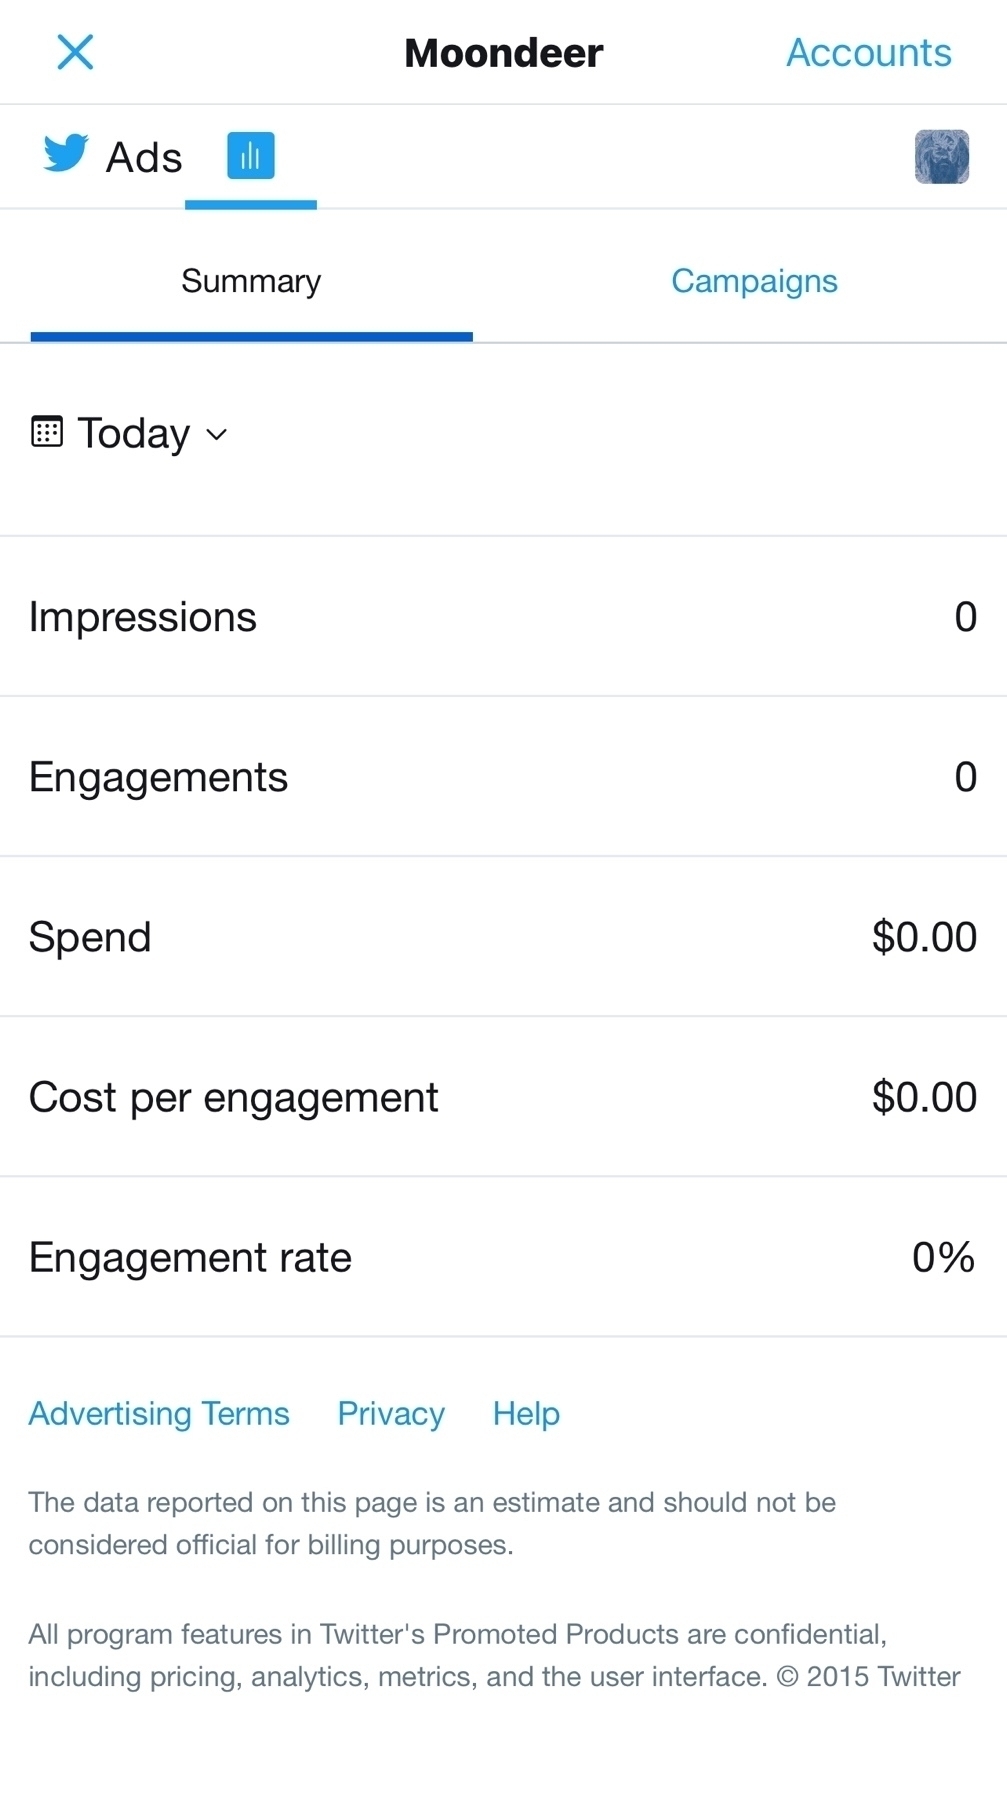 Moondeer
Accounts
Ads
Summary
Campaigns
Today
Impressions
0
Engagements
0
Spend
$0.00
Cost per engagement
$0.00
Engagement rate
0%
Advertising Terms
Privacy
Help
The data reported on this page is an estimate and should not be
considered official for billing purposes.
All program features in Twitter's Promoted Products are confidential,
including pricing, analytics, metrics, and the user interface. © 2015 Twitter